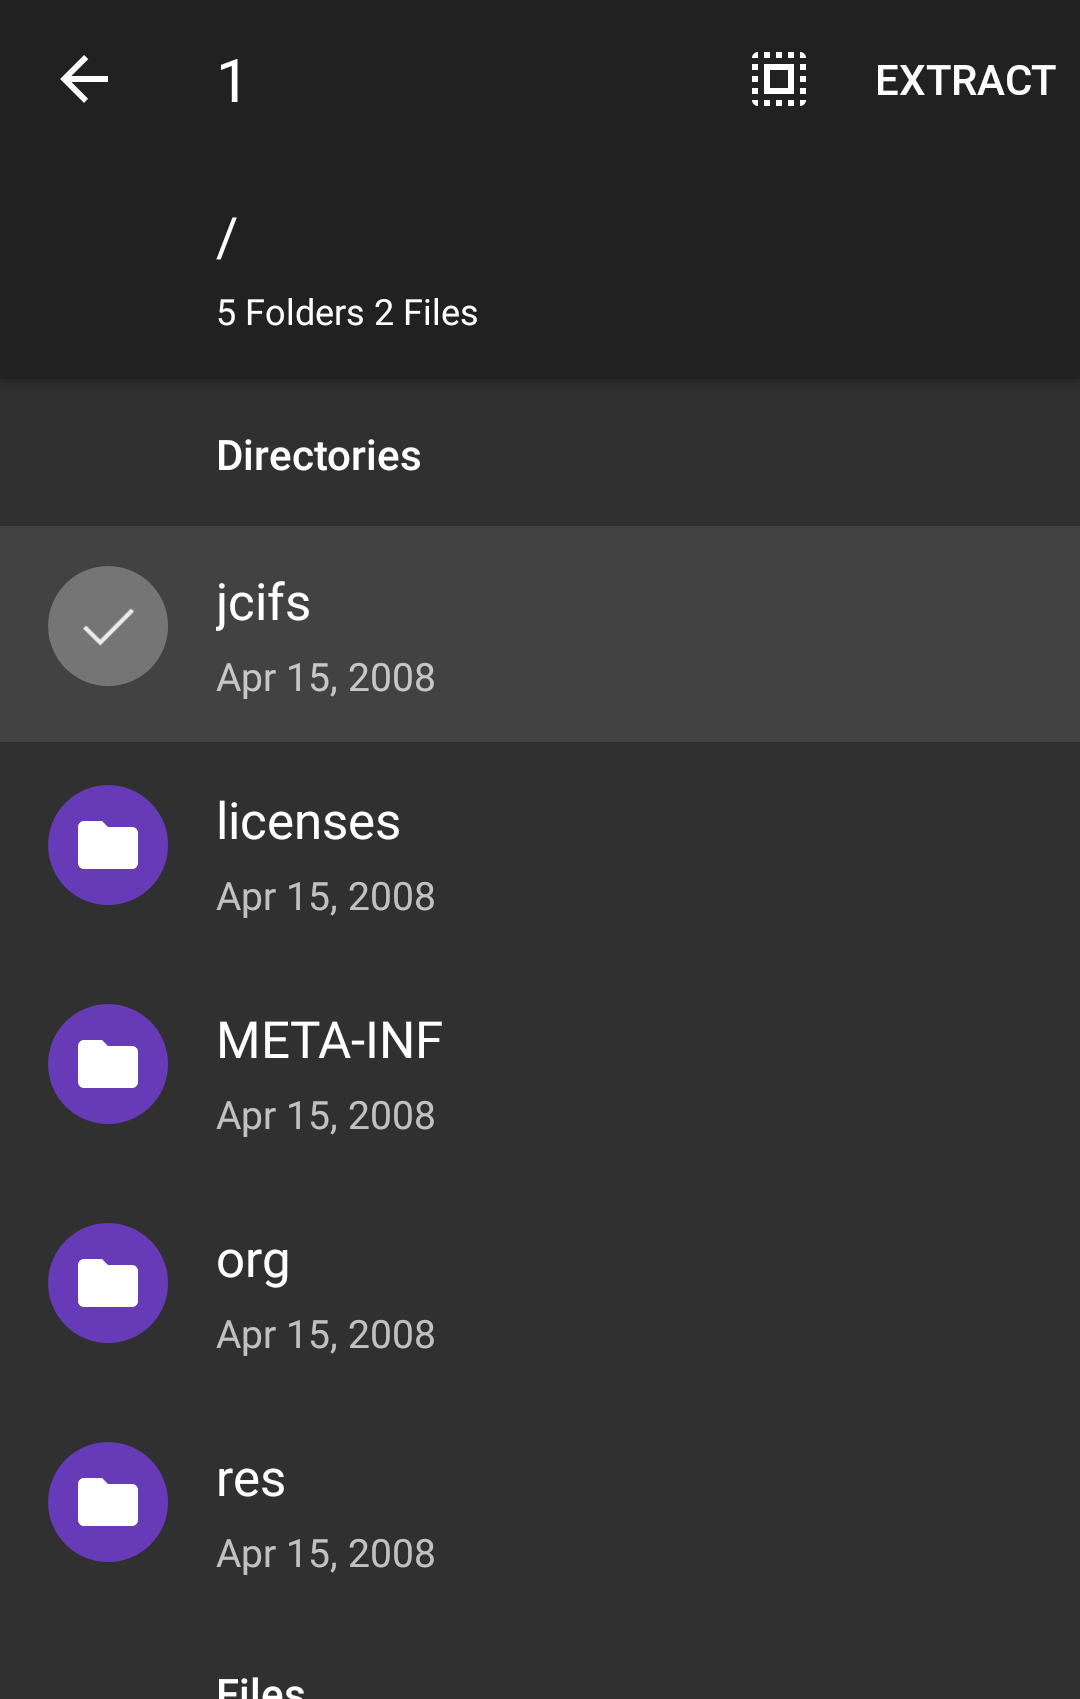 1
EXTRACT
/
5 Folders 2 Files
Directories
jcifs
Apr 15, 2008
licenses
Apr 15, 2008
META-INF
Apr 15, 2008
org
Apr 15, 2008
res
Apr 15, 2008
Files